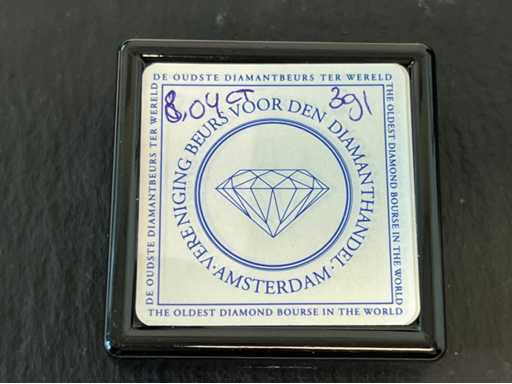 DE OUDSTE DIAMANTBEURS TER WERELD
8,04 CT
391
DE OUDSTE DIAMANTBEURS TER WERELD
THE OLDEST DIAMOND BOURSE IN THE WORLD
VERENIGING BEURS VOOR DEN DIAMANTHANDEL
·AMSTERDAM·
THE OLDEST DIAMOND BOURSE IN THE WORLD